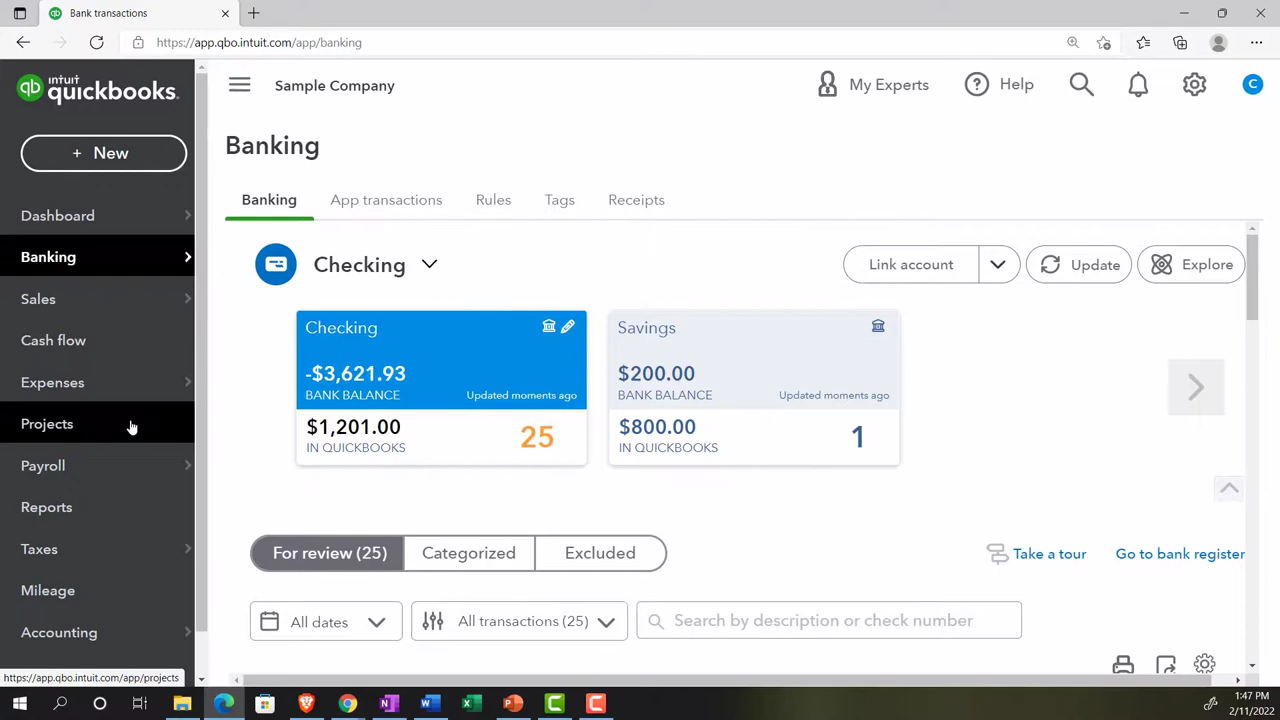 Bank transactions
https://app.qbo.intuit.com/app/banking
intuit
quickbooks.
Sample Company
My Experts
Help
C
+ New
Dashboard
Banking
Sales
Cash flow
Expenses
Projects
Payroll
Reports
Taxes
Mileage
Accounting
https://app.qbo.intuit.com/app/projects
Banking
Banking App transactions Rules Tags Receipts
Checking
Link account
Update
Explore
Checking
-$3,621.93
BANK BALANCE Updated moments ago
$1,201.00
IN QUICKBOOKS
25
Savings
$200.00
BANK BALANCE Updated moments ago
$800.00
IN QUICKBOOKS
1
For review (25) Categorized Excluded
Take a tour
Go to bank register
All dates
All transactions (25)
Search by description or check number
1:47 PM
2/11/2022